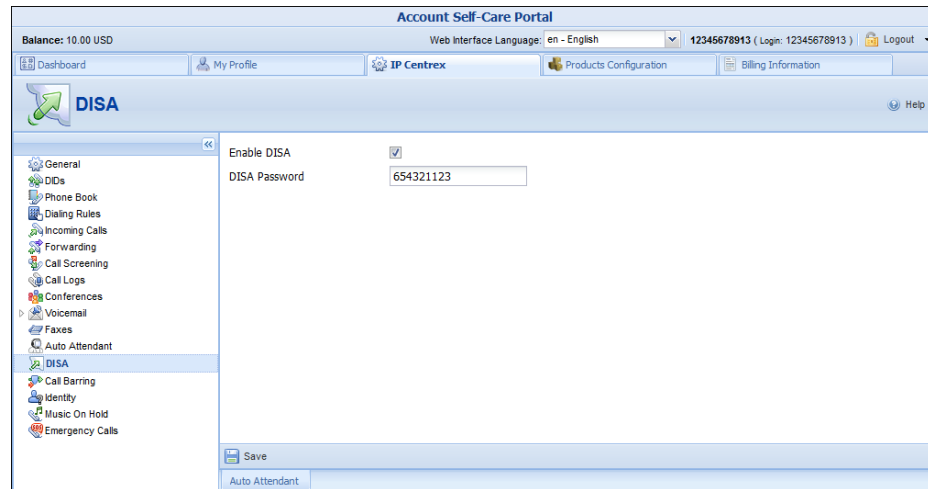 Account Self-Care Portal
Balance: 10.00 USD Web Interface Language: en - English 12345678913 ( Login: 12345678913 ) Logout
Dashboard My Profile IP Centrex Products Configuration Billing Information
DISA Help
General
DIDs
Phone Book
Dialing Rules
Incoming Calls
Forwarding
Call Screening
Call Logs
Conferences
Voicemail
Faxes
Auto Attendant
DISA
Call Barring
Identity
Music On Hold
Emergency Calls
Enable DISA
DISA Password 654321123
Save
Auto Attendant